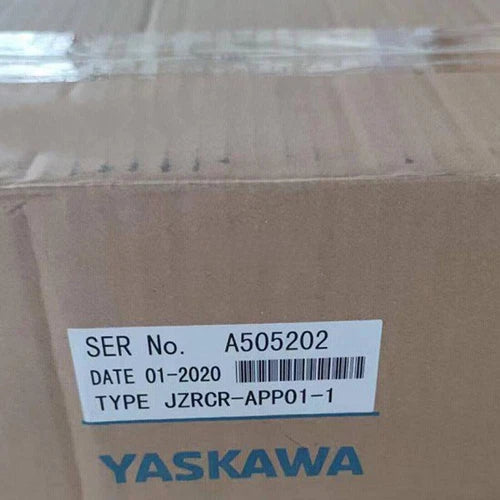 SER No. A505202
DATE 01-2020
TYPE JZRCR-APP01-1
YASKAWA